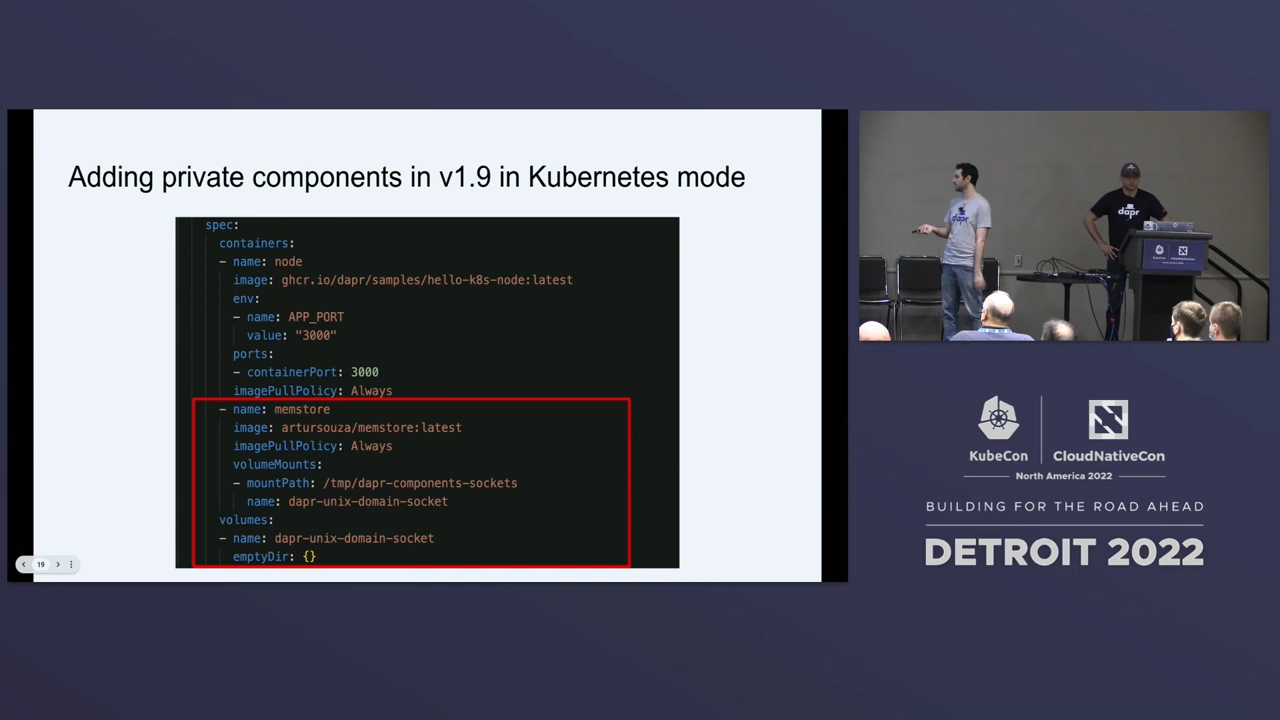 Adding private components in v1.9 in Kubernetes mode
spec:
containers:
- name: node
image: ghcr.io/dapr/samples/hello-k8s-node:latest
env:
- name: APP_PORT
value: "3000"
ports:
- containerPort: 3000
imagePullPolicy: Always
- name: memstore
image: artursouza/memstore:latest
imagePullPolicy: Always
volumeMounts:
- mountPath: /tmp/dapr-components-sockets
name: dapr-unix-domain-socket
volumes:
- name: dapr-unix-domain-socket
emptyDir: {}
19
dapr
dapr
KubeCon
CloudNativeCon
KubeCon
CloudNativeCon
North America 2022
BUILDING FOR THE ROAD AHEAD
DETROIT 2022